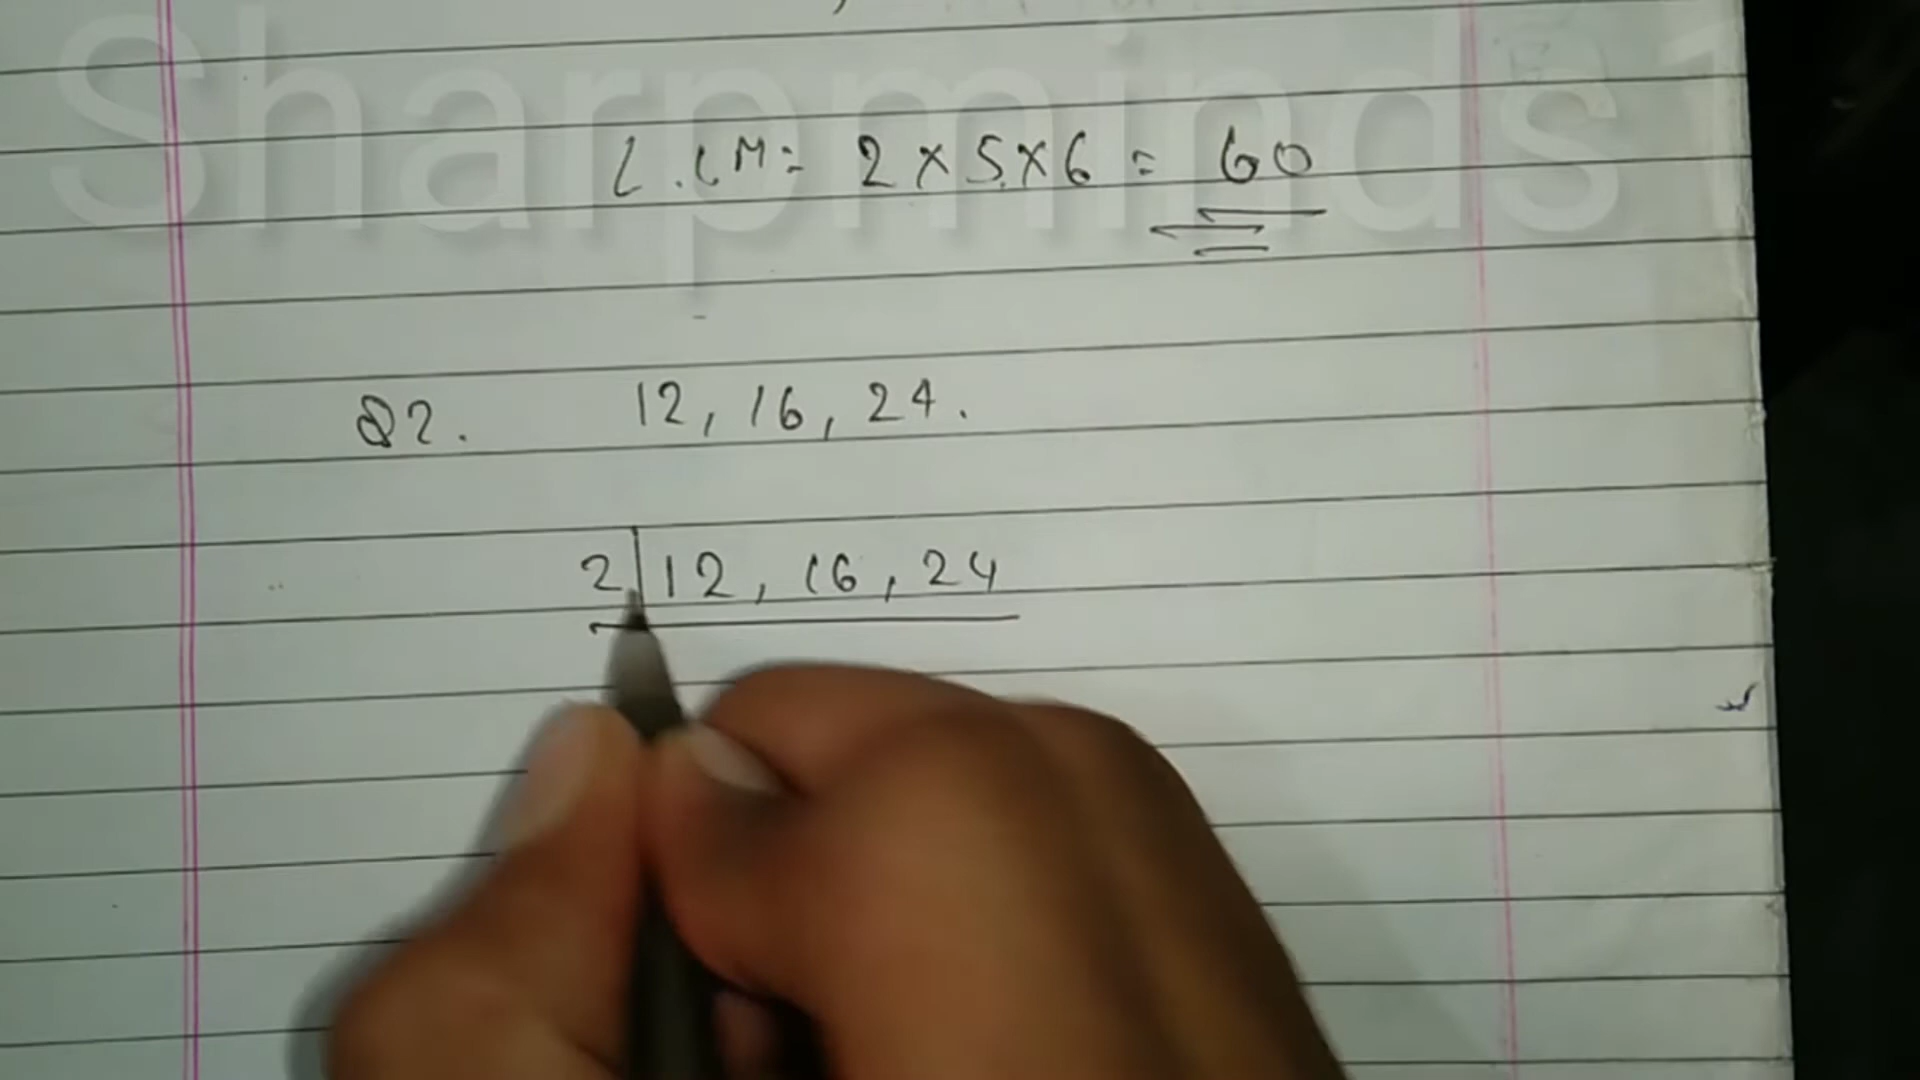 Sharpminds1
L.CM = 2 × 5 × 6 = 60
Q2. 12, 16, 24.
2 12, 16, 24